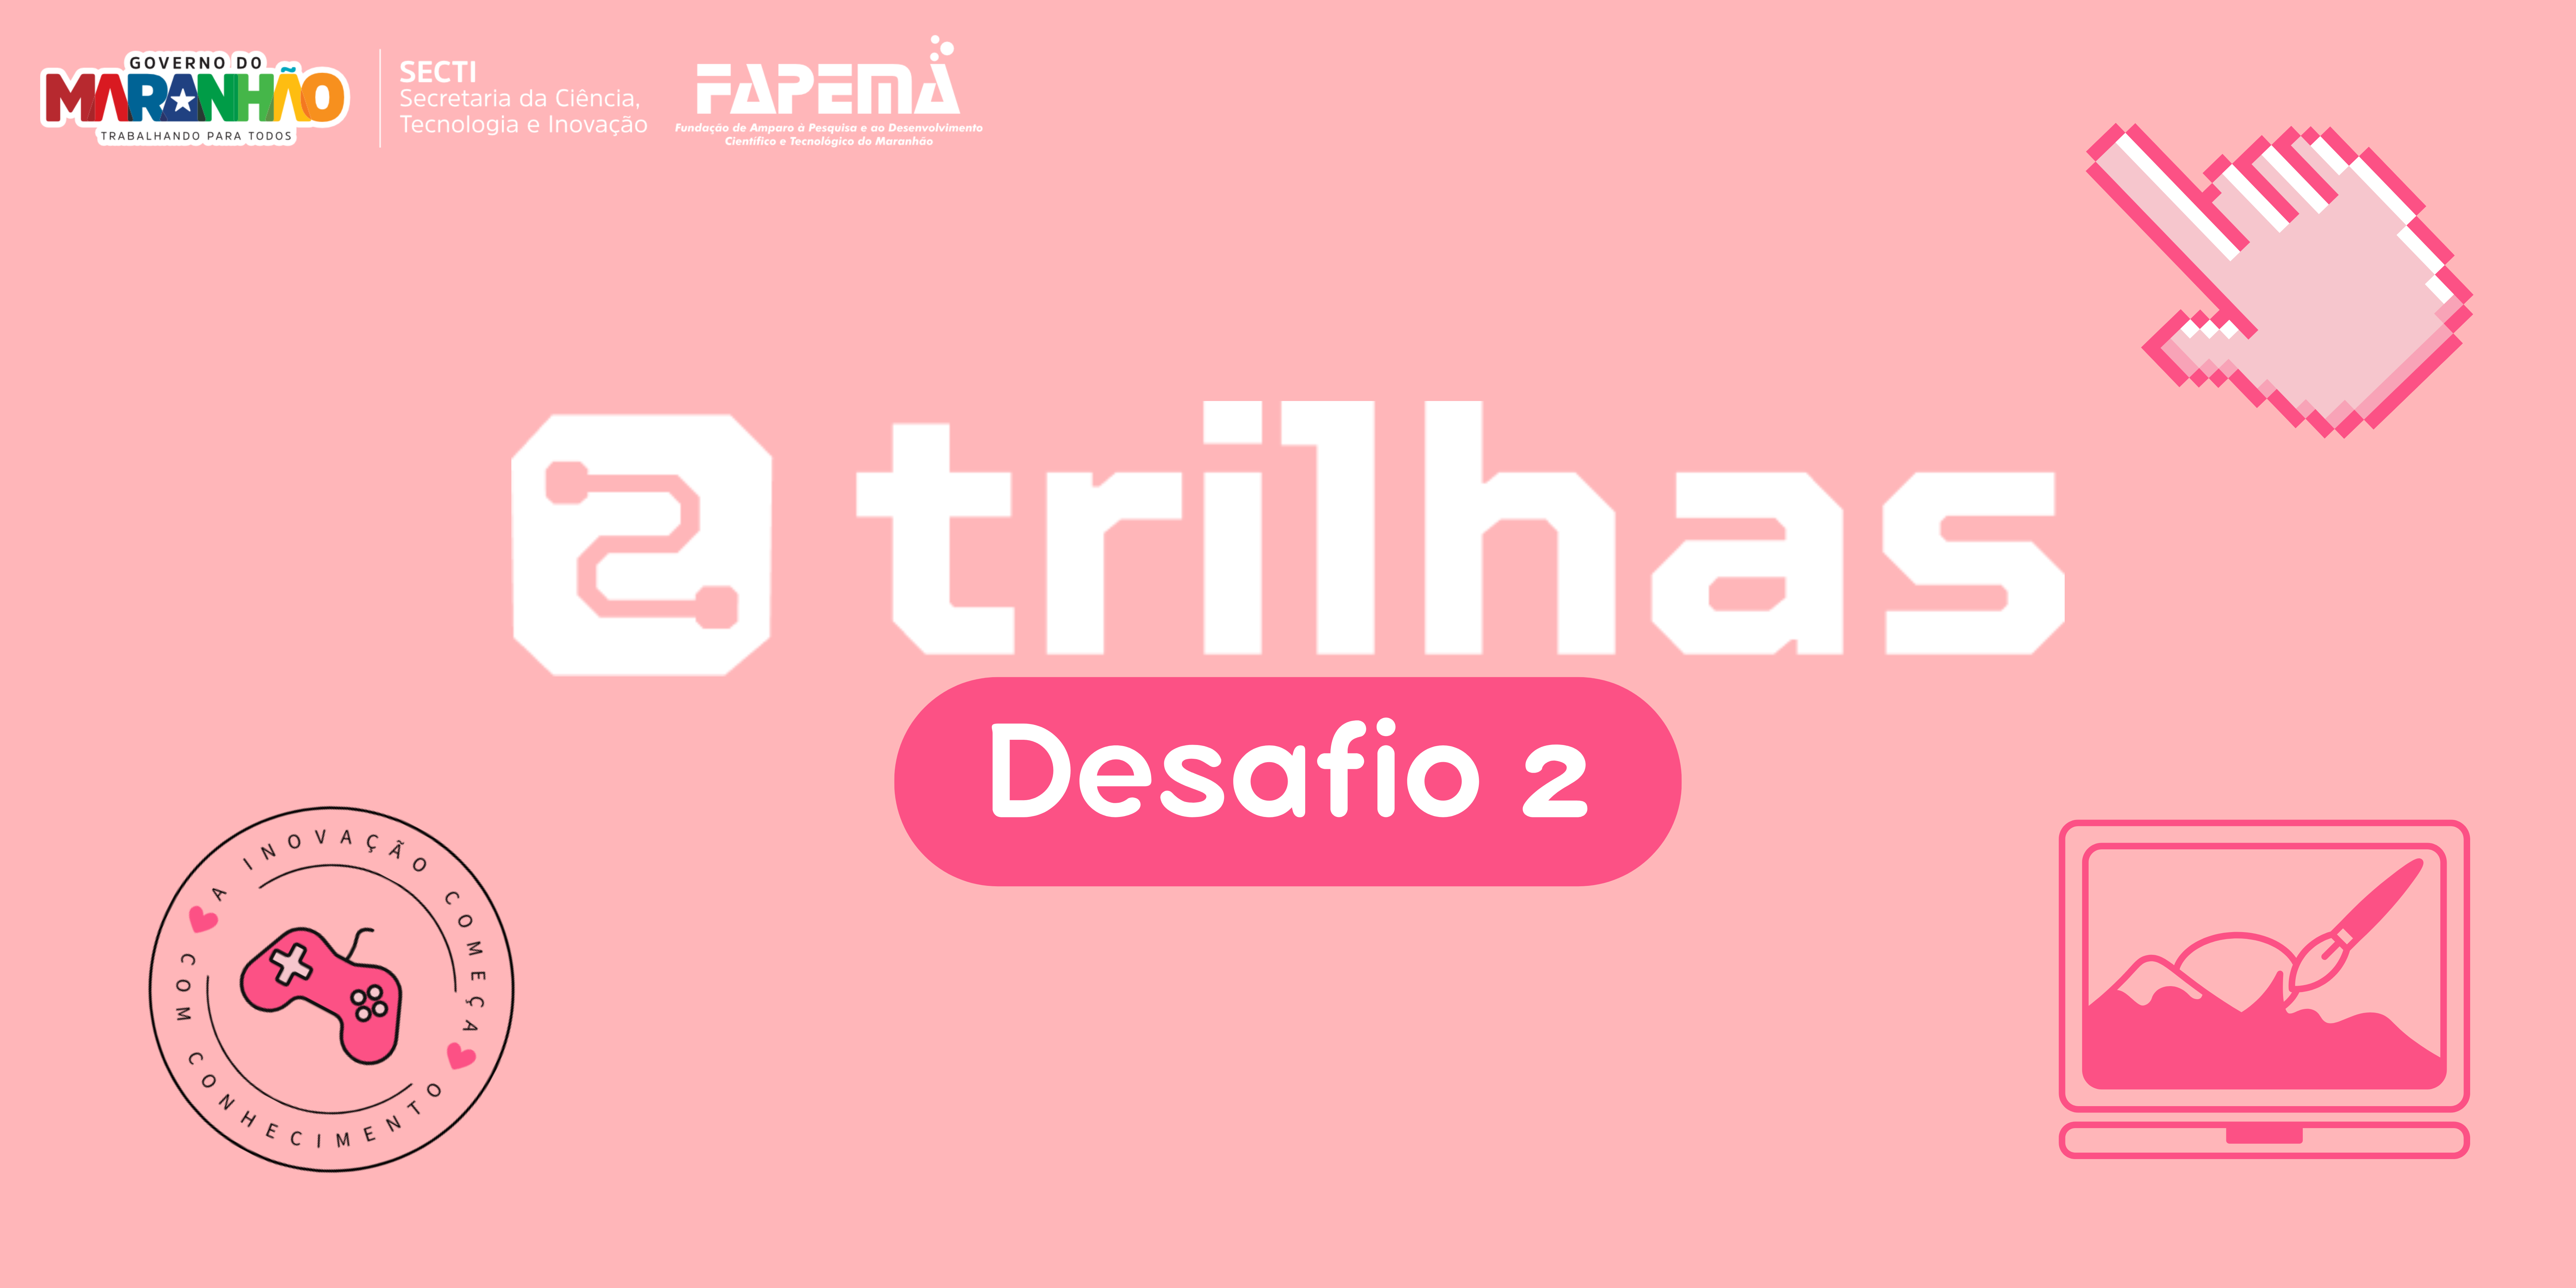 GOVERNO DO
MARANHÃO
TRABALHANDO PARA TODOS
SECTI
Secretaria da Ciência,
Tecnologia e Inovação
FAPEMA
Fundação de Amparo à Pesquisa e ao Desenvolvimento
Científico e Tecnológico do Maranhão
trilhas
Desafio 2
A INOVAÇÃO COMEÇA
COM CONHECIMENTO